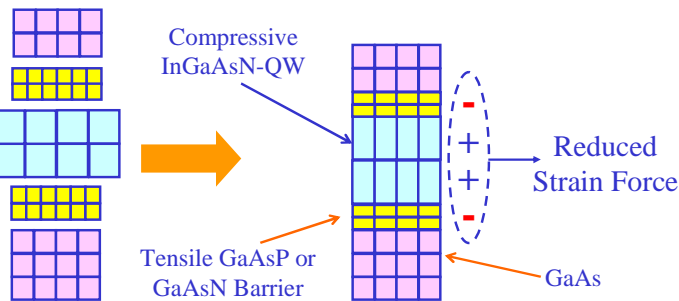 Compressive
InGaAsN-QW
-
+
+
-
Reduced
Strain Force
Tensile GaAsP or
GaAsN Barrier
GaAs